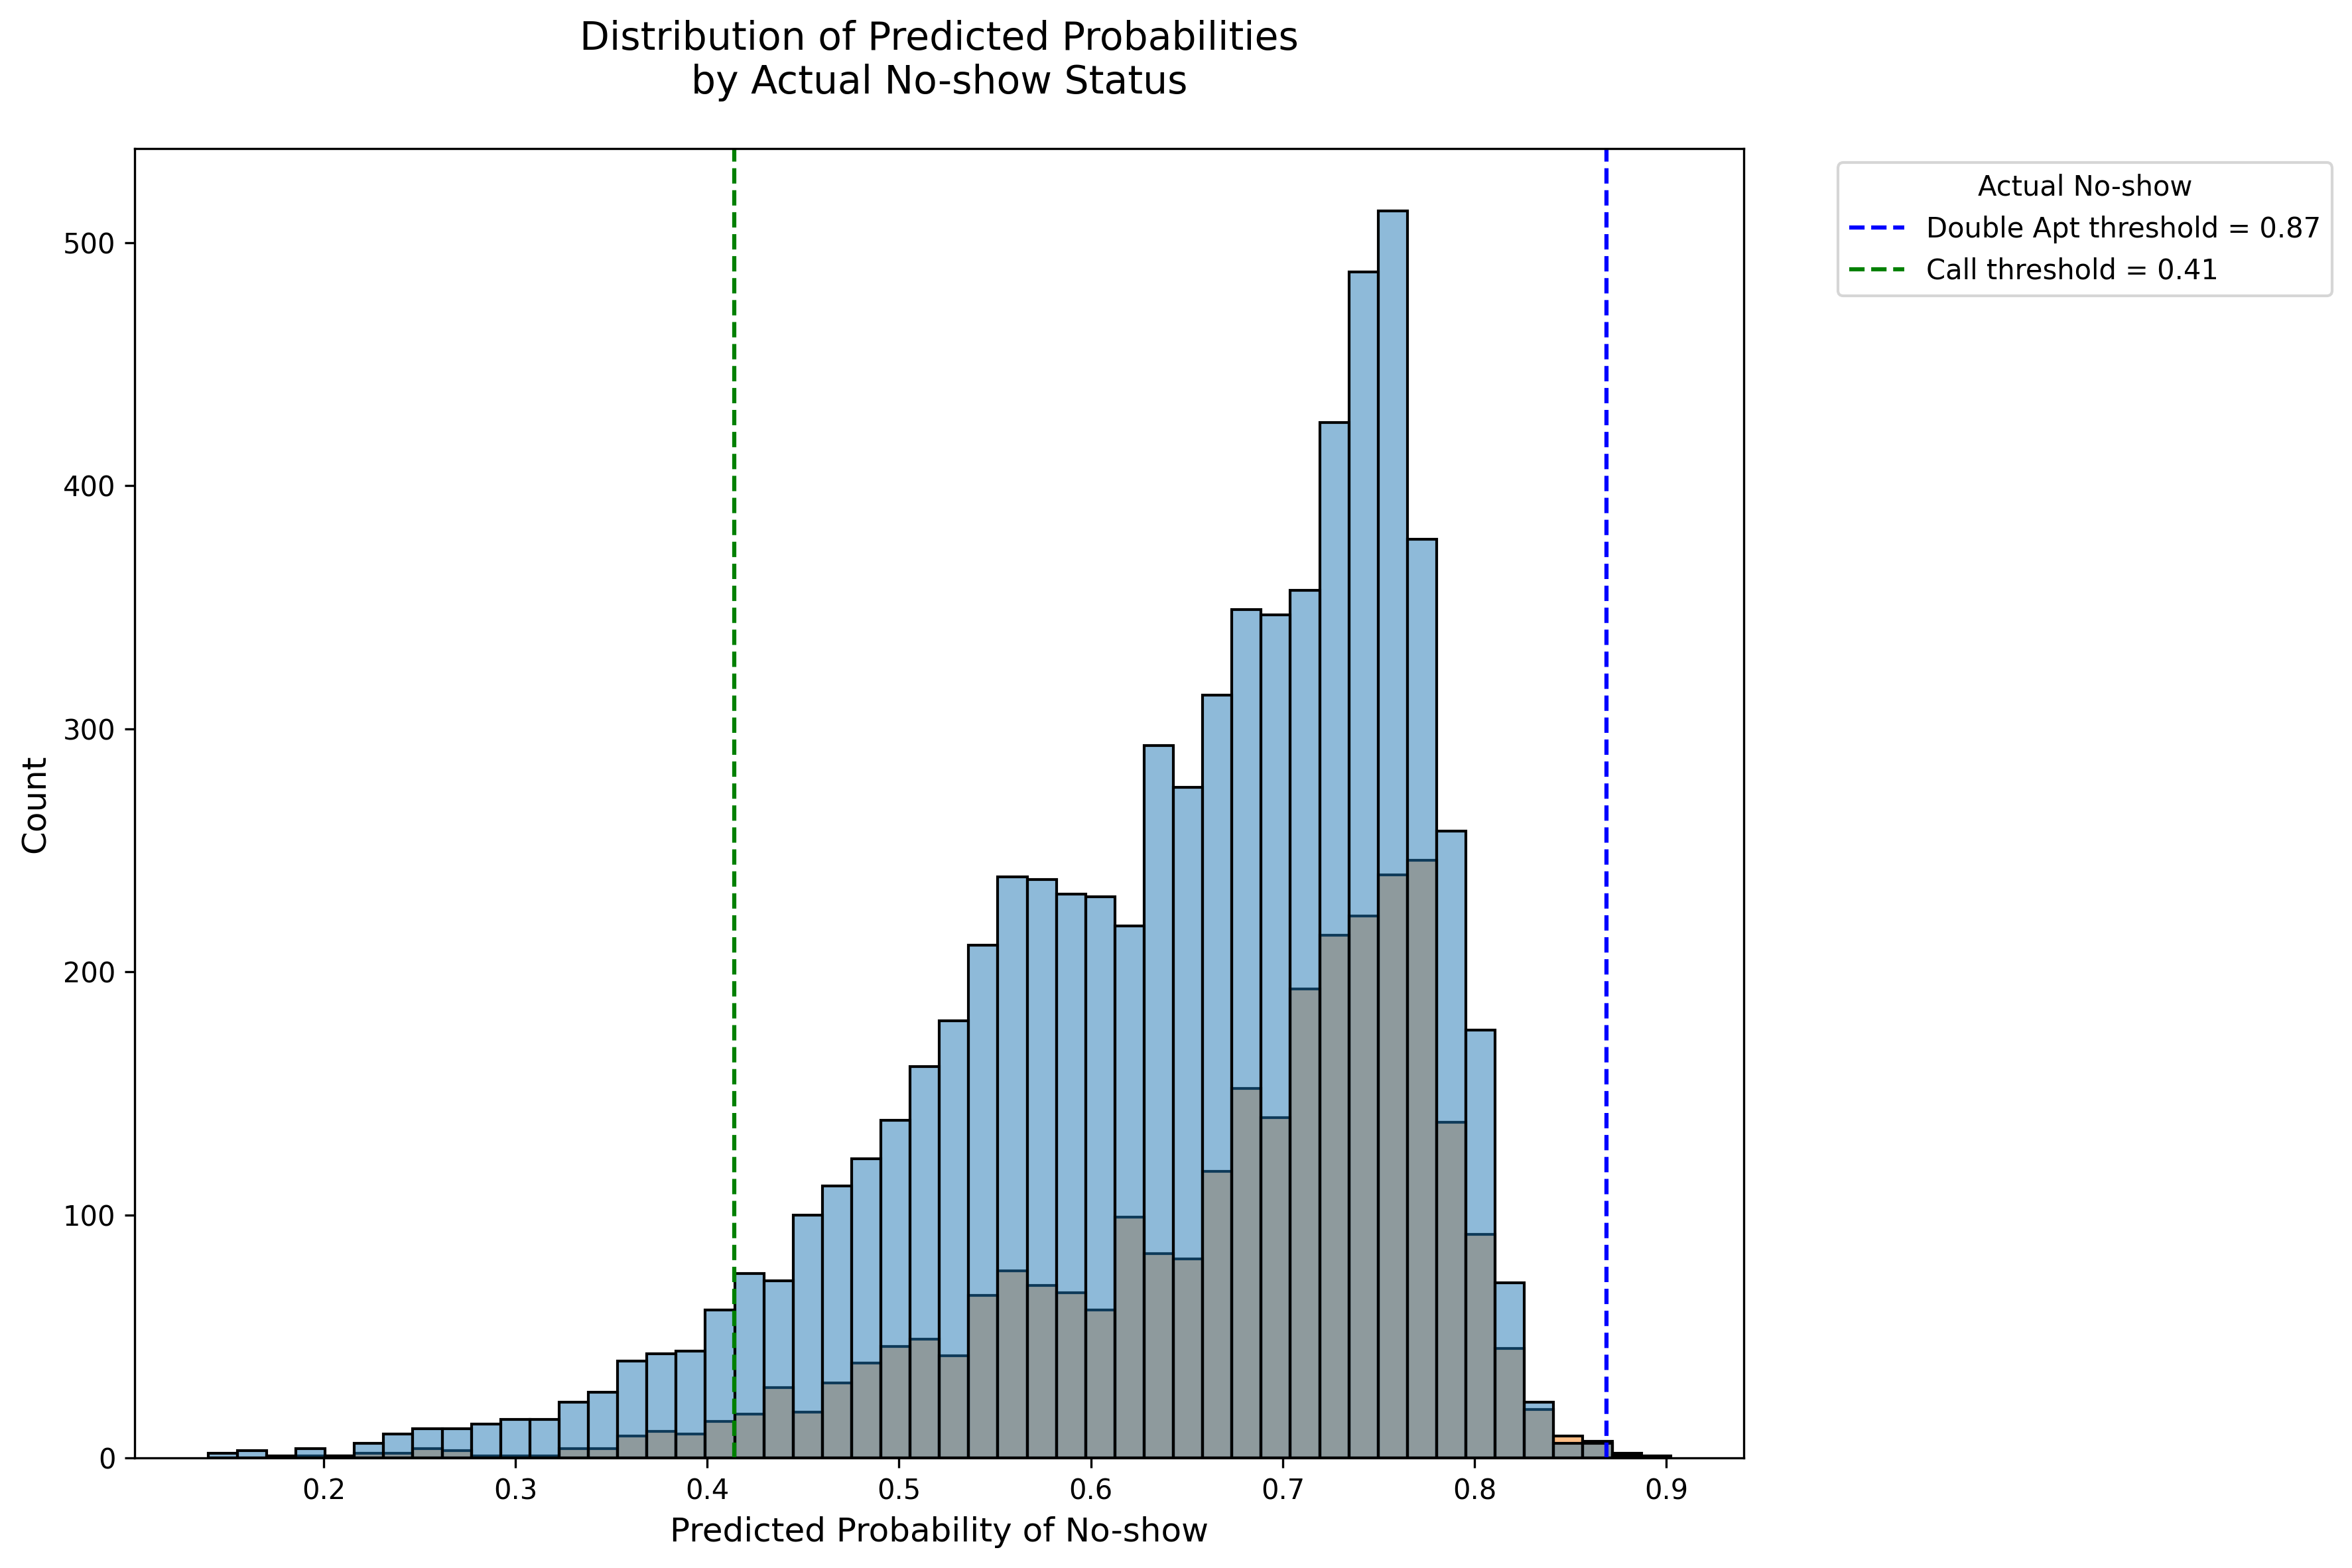 Distribution of Predicted Probabilities
by Actual No-show Status
Actual No-show
Double Apt threshold = 0.87
Call threshold = 0.41
500
400
300
200
100
0
Count
0.2 0.3 0.4 0.5 0.6 0.7 0.8 0.9
Predicted Probability of No-show